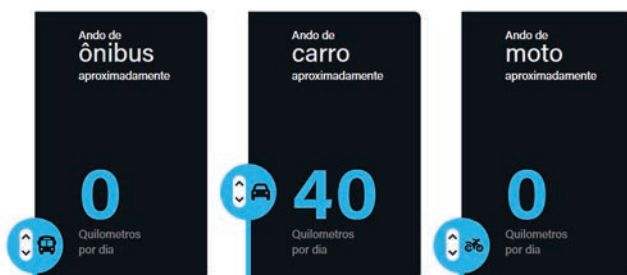 Ando de
ônibus
aproximadamente
0
Quilometros
por dia
Ando de
carro
aproximadamente
40
Quilometros
por dia
Ando de
moto
aproximadamente
0
Quilometros
por dia